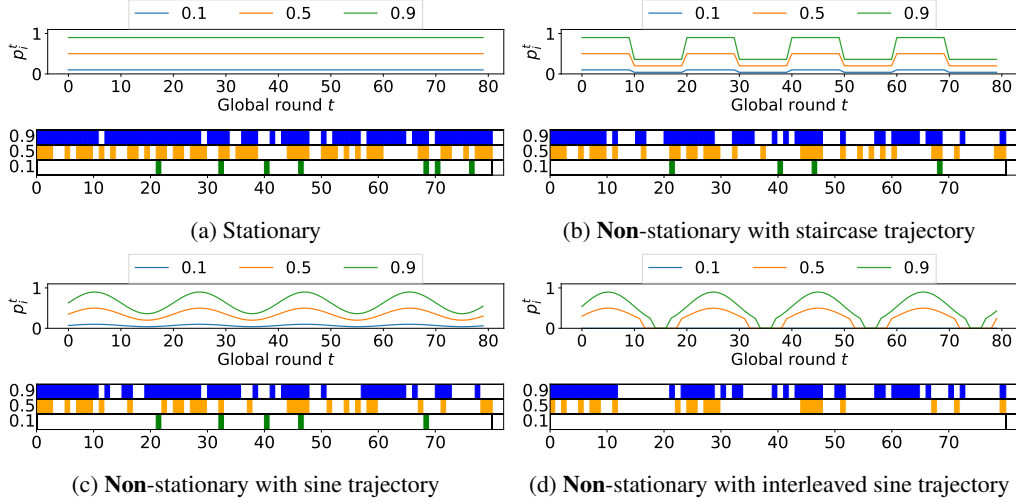 0.1 0.5 0.9
1
0
p_i^t
0 10 20 30 40 50 60 70 80
Global round t
0.9
0.5
0.1
0 10 20 30 40 50 60 70
(a) Stationary
0.1 0.5 0.9
1
0
p_i^t
0 10 20 30 40 50 60 70 80
Global round t
0.9
0.5
0.1
0 10 20 30 40 50 60 70
(b) Non-stationary with staircase trajectory
0.1 0.5 0.9
1
0
p_i^t
0 10 20 30 40 50 60 70 80
Global round t
0.9
0.5
0.1
0 10 20 30 40 50 60 70
(c) Non-stationary with sine trajectory
0.1 0.5 0.9
1
0
p_i^t
0 10 20 30 40 50 60 70 80
Global round t
0.9
0.5
0.1
0 10 20 30 40 50 60 70
(d) Non-stationary with interleaved sine trajectory